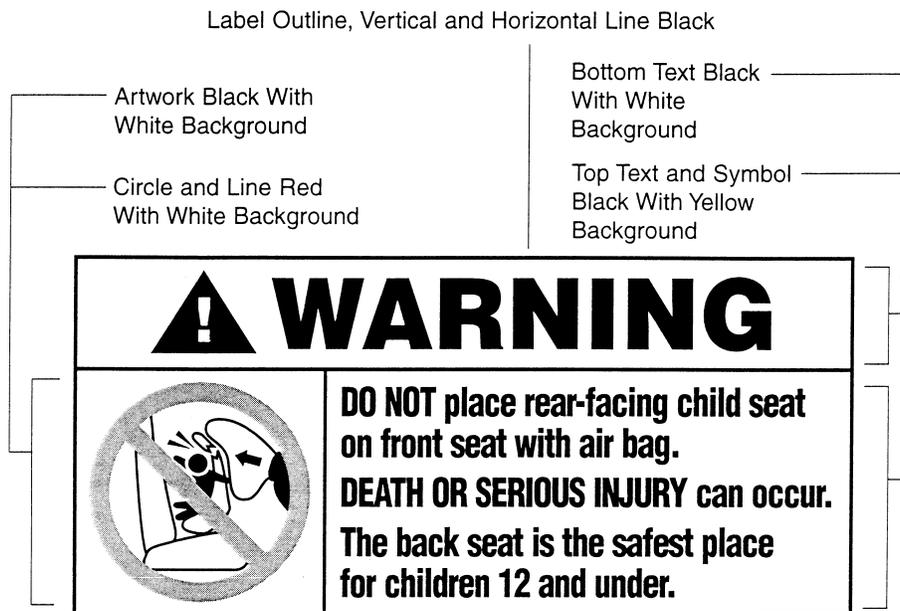 Label Outline, Vertical and Horizontal Line Black
Artwork Black With
White Background
Circle and Line Red
With White Background
Bottom Text Black
With White
Background
Top Text and Symbol
Black With Yellow
Background
! WARNING
DO NOT place rear-facing child seat
on front seat with air bag.
DEATH OR SERIOUS INJURY can occur.
The back seat is the safest place
for children 12 and under.